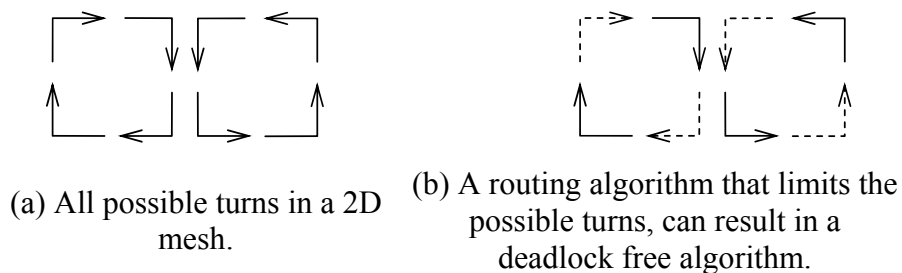 (a) All possible turns in a 2D
mesh.
(b) A routing algorithm that limits the
possible turns, can result in a
deadlock free algorithm.